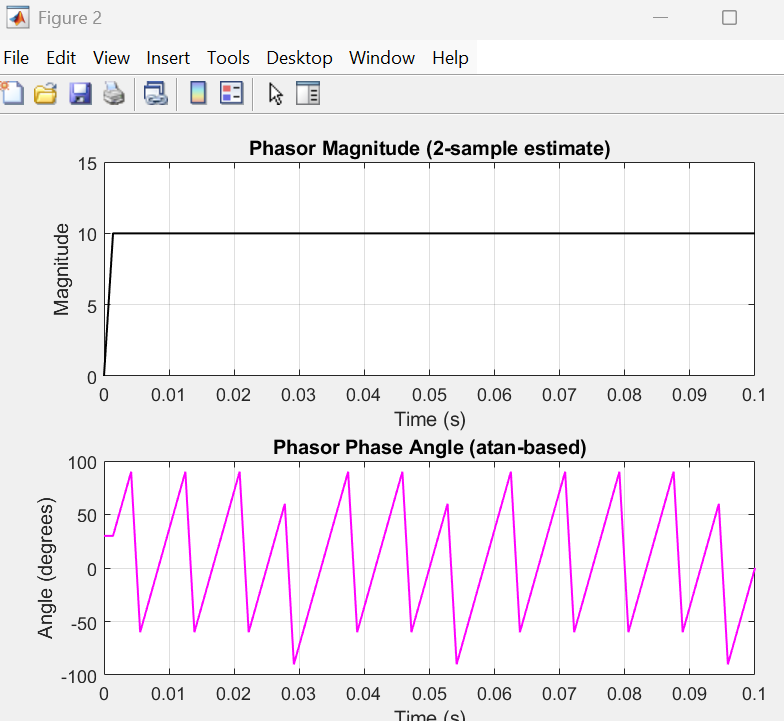 Figure 2
File Edit View Insert Tools Desktop Window Help
Phasor Magnitude (2-sample estimate)
15
10
5
0
Magnitude
0 0.01 0.02 0.03 0.04 0.05 0.06 0.07 0.08 0.09 0.1
Time (s)
Phasor Phase Angle (atan-based)
100
50
0
-50
-100
Angle (degrees)
0 0.01 0.02 0.03 0.04 0.05 0.06 0.07 0.08 0.09 0.1
Time (s)